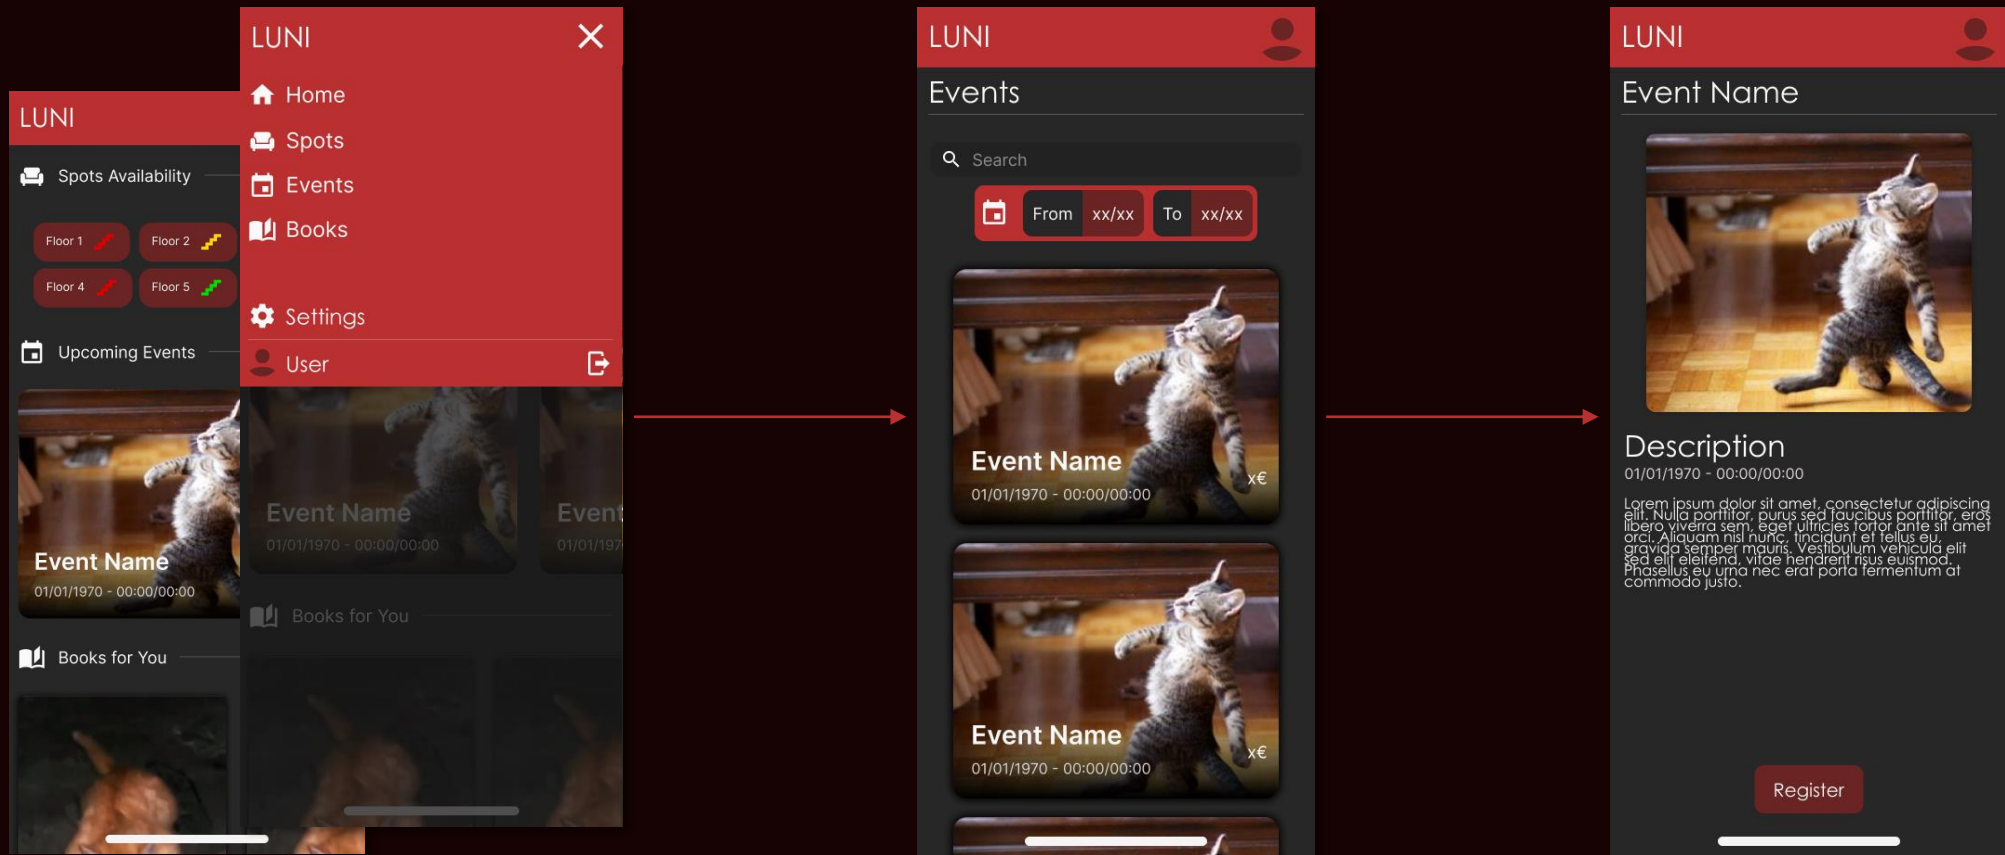 LUNI
Spots Availability
Floor 1
Floor 2
Floor 4
Floor 5
Upcoming Events
Event Name
01/01/1970 - 00:00/00:00
Books for You
LUNI
Home
Spots
Events
Books
Settings
User
Event Name
01/01/1970 - 00:00/00:00
Event
01/01/197
Books for You
LUNI
Events
Search
From xx/xx To xx/xx
Event Name
x€
01/01/1970 - 00:00/00:00
Event Name
x€
01/01/1970 - 00:00/00:00
LUNI
Event Name
Description
01/01/1970 - 00:00/00:00
Lorem ipsum dolor sit amet, consectetur adipiscing
elit. Nulla porttitor, purus sed faucibus porttitor, eros
libero viverra sem, eget ultricies tortor ante sit amet
orci. Aliquam nisl nunc, tincidunt et tellus eu,
gravida semper mauris. Vestibulum vehicula elit
sed elit eleifend, vitae hendrerit risus euismod.
Phasellus eu urna nec erat porta fermentum at
commodo justo.
Register